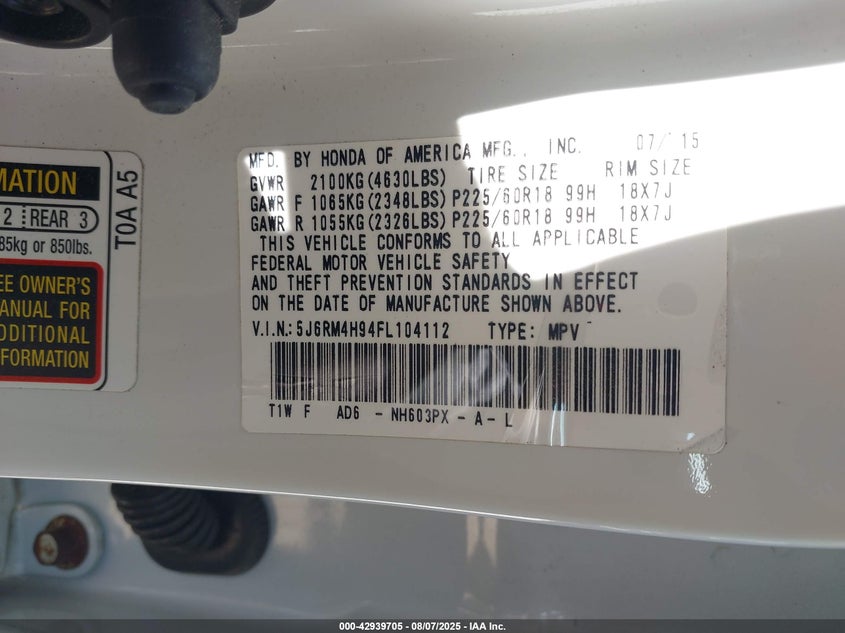 MATION
2 REAR 3
85kg or 850lbs.
EE OWNER'S
ANUAL FOR
DDITIONAL
FORMATION
T0A A5
MFD. BY HONDA OF AMERICA MFG., INC. 07/15
GVWR 2100KG(4630LBS) TIRE SIZE RIM SIZE
GAWR F 1065KG(2348LBS) P225/60R18 99H 18X7J
GAWR R 1055KG(2326LBS) P225/60R18 99H 18X7J
THIS VEHICLE CONFORMS TO ALL APPLICABLE
FEDERAL MOTOR VEHICLE SAFETY
AND THEFT PREVENTION STANDARDS IN EFFECT
ON THE DATE OF MANUFACTURE SHOWN ABOVE.
V.I.N.:5J6RM4H94FL104112 TYPE: MPV
T1W F AD6 - NH603PX - A - L
000-42939705 - 08/07/2025 - IAA Inc.